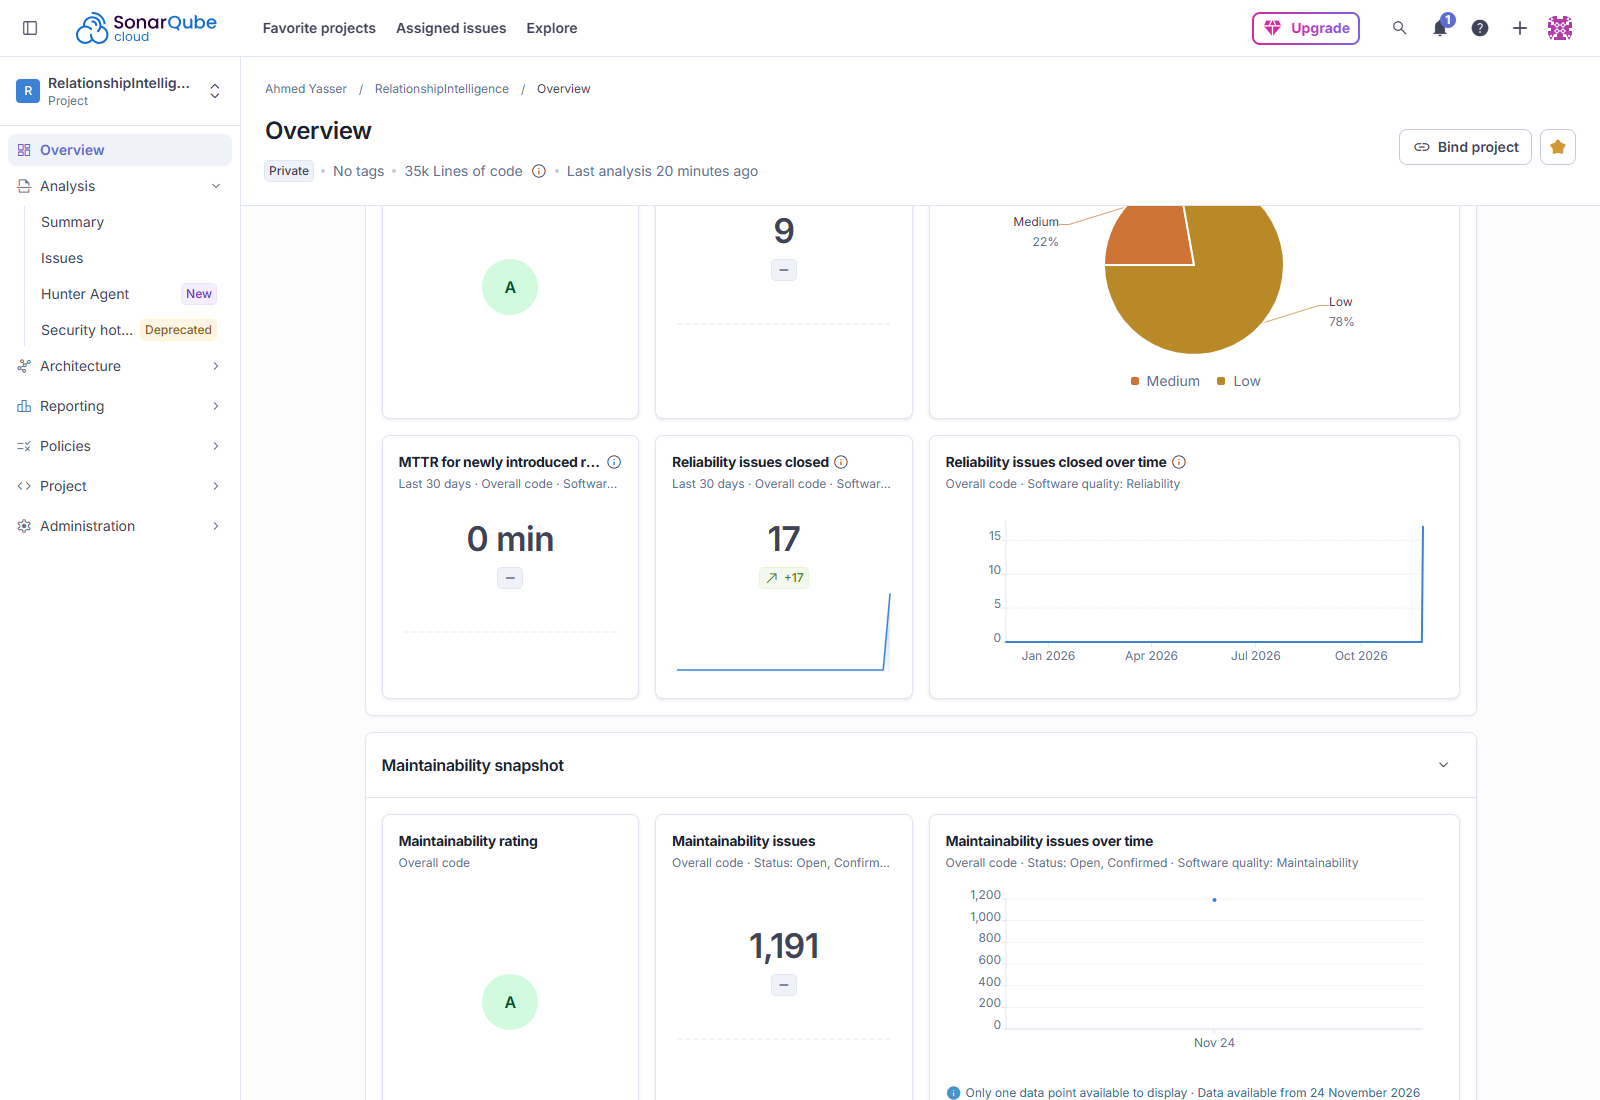 SonarQube cloud
Favorite projects
Assigned issues
Explore
Upgrade
1
R
RelationshipIntellig...
Project
Overview
Analysis
Summary
Issues
Hunter Agent
New
Security hot...
Deprecated
Architecture
Reporting
Policies
Project
Administration
Ahmed Yasser / RelationshipIntelligence / Overview
Overview
Private • No tags • 35k Lines of code • Last analysis 20 minutes ago
Bind project
A
9
–
Medium
22%
Low
78%
Medium Low
MTTR for newly introduced r...
Last 30 days · Overall code · Softwar...
0 min
–
Reliability issues closed
Last 30 days · Overall code · Softwar...
17
+17
Reliability issues closed over time
Overall code · Software quality: Reliability
15
10
5
0
Jan 2026 Apr 2026 Jul 2026 Oct 2026
Maintainability snapshot
Maintainability rating
Overall code
A
Maintainability issues
Overall code · Status: Open, Confirm...
1,191
–
Maintainability issues over time
Overall code · Status: Open, Confirmed · Software quality: Maintainability
1,200
1,000
800
600
400
200
0
Nov 24
Only one data point available to display · Data available from 24 November 2026